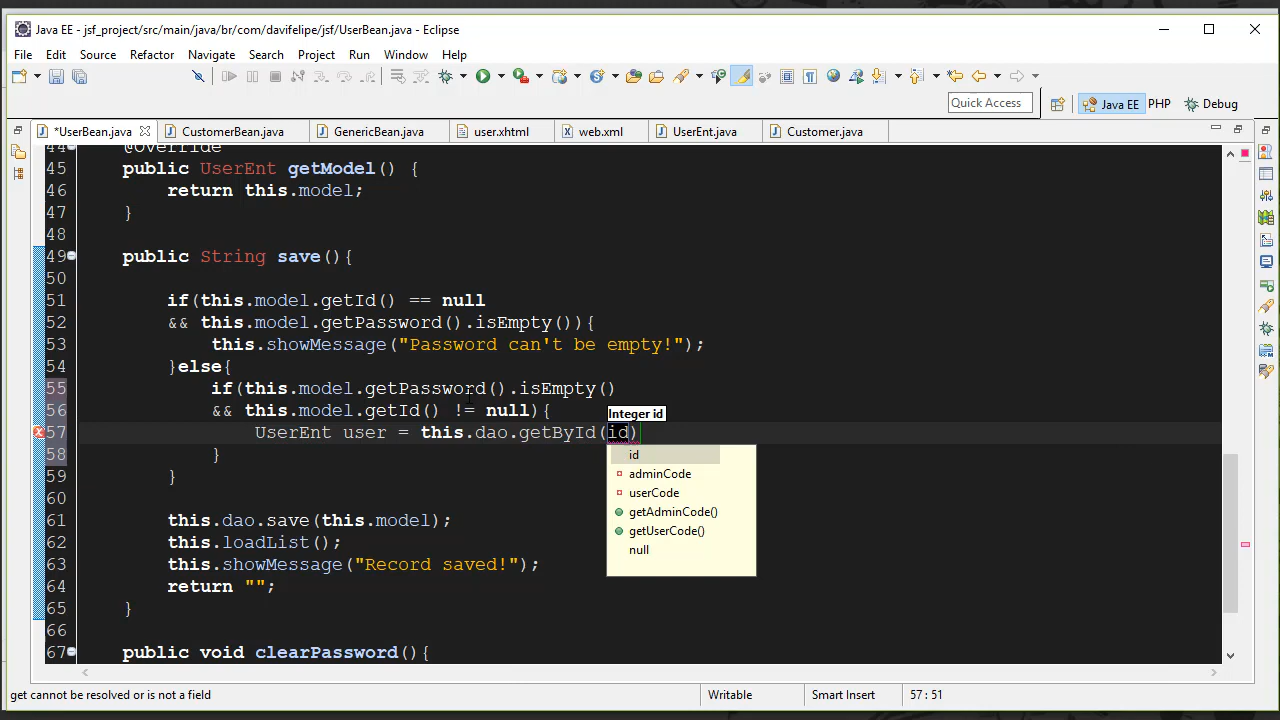 Java EE - jsf_project/src/main/java/br/com/davifelipe/jsf/UserBean.java - Eclipse
File Edit Source Refactor Navigate Search Project Run Window Help
Quick Access Java EE PHP Debug
*UserBean.java CustomerBean.java GenericBean.java user.xhtml web.xml UserEnt.java Customer.java
44 @Override
45 public UserEnt getModel() {
46 return this.model;
47 }
48
49 public String save(){
50
51 if(this.model.getId() == null
52 && this.model.getPassword().isEmpty()){
53 this.showMessage("Password can't be empty!");
54 }else{
55 if(this.model.getPassword().isEmpty()
56 && this.model.getId() != null){
Integer id
57 UserEnt user = this.dao.getById(id)
58 }
id
59 }
adminCode
userCode
60
getAdminCode()
61 this.dao.save(this.model);
getUserCode()
62 this.loadList();
null
63 this.showMessage("Record saved!");
64 return "";
65 }
66
67 public void clearPassword(){
get cannot be resolved or is not a field Writable Smart Insert 57 : 51